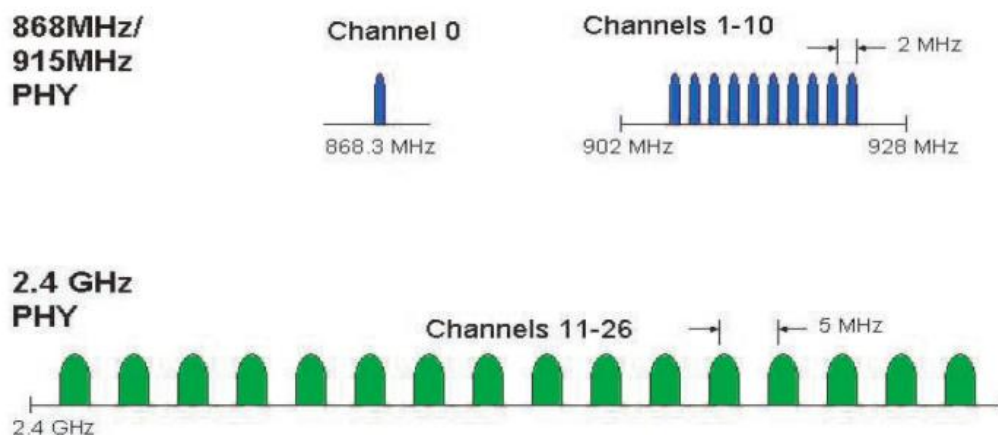 868MHz/
915MHz
PHY
Channel 0
868.3 MHz
Channels 1-10
2 MHz
902 MHz
928 MHz
2.4 GHz
PHY
Channels 11-26
5 MHz
2.4 GHz